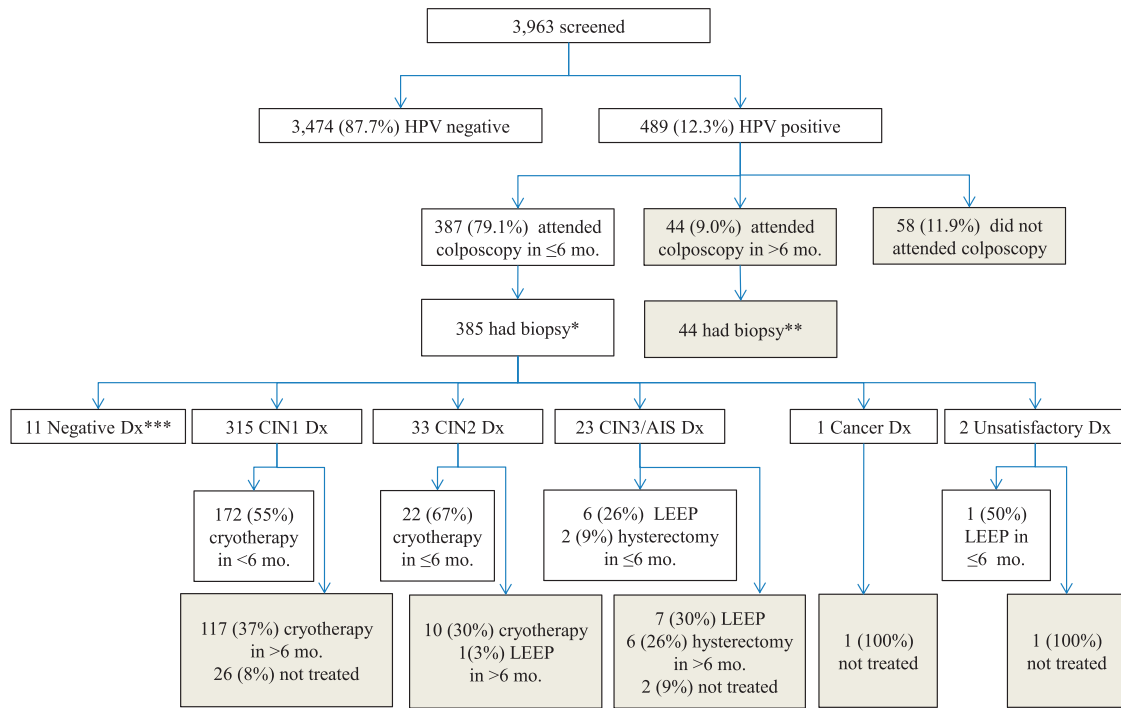 3,963 screened
3,474 (87.7%) HPV negative
489 (12.3%) HPV positive
387 (79.1%) attended
colposcopy in ≤6 mo.
44 (9.0%) attended
colposcopy in >6 mo.
58 (11.9%) did not
attended colposcopy
385 had biopsy*
44 had biopsy**
11 Negative Dx***
315 CIN1 Dx
33 CIN2 Dx
23 CIN3/AIS Dx
1 Cancer Dx
2 Unsatisfactory Dx
172 (55%)
cryotherapy
in <6 mo.
22 (67%)
cryotherapy
in ≤6 mo.
6 (26%) LEEP
2 (9%) hysterectomy
in ≤6 mo.
1 (50%)
LEEP in
≤6 mo.
117 (37%) cryotherapy
in >6 mo.
26 (8%) not treated
10 (30%) cryotherapy
1(3%) LEEP
in >6 mo.
7 (30%) LEEP
6 (26%) hysterectomy
in >6 mo.
2 (9%) not treated
1 (100%)
not treated
1 (100%)
not treated